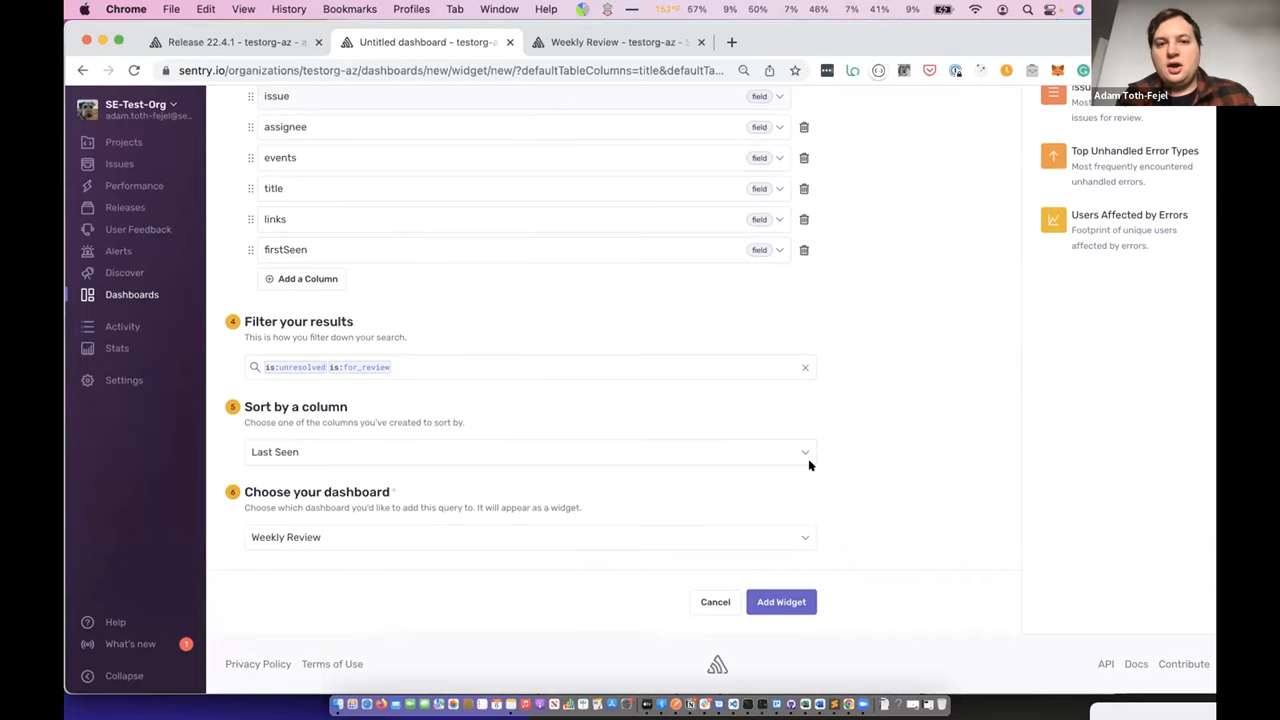 Chrome File Edit View History Bookmarks Profiles Tab Window Help 152°F 57% 9% 50% 7% 46% 7% 41% 9%
Release 22.4.1 - testorg-az - Untitled dashboard - testorg-az - Weekly Review - testorg-az -
sentry.io/organizations/testorg-az/dashboards/new/widget/new/?defaultTableColumns=title&defaultTa...
Adam Toth-Fejel
SE-Test-Org
adam.toth-fejel@se...
Projects
Issues
Performance
Releases
User Feedback
Alerts
Discover
Dashboards
Activity
Stats
Settings
Help
What's new 1
Collapse
issue field
assignee field
events field
title field
links field
firstSeen field
Add a Column
4 Filter your results
This is how you filter down your search.
is:unresolved is:for_review
5 Sort by a column
Choose one of the columns you've created to sort by.
Last Seen
6 Choose your dashboard *
Choose which dashboard you'd like to add this query to. It will appear as a widget.
Weekly Review
Cancel Add Widget
issues for review.
Top Unhandled Error Types
Most frequently encountered
unhandled errors.
Users Affected by Errors
Footprint of unique users
affected by errors.
Privacy Policy Terms of Use API Docs Contribute